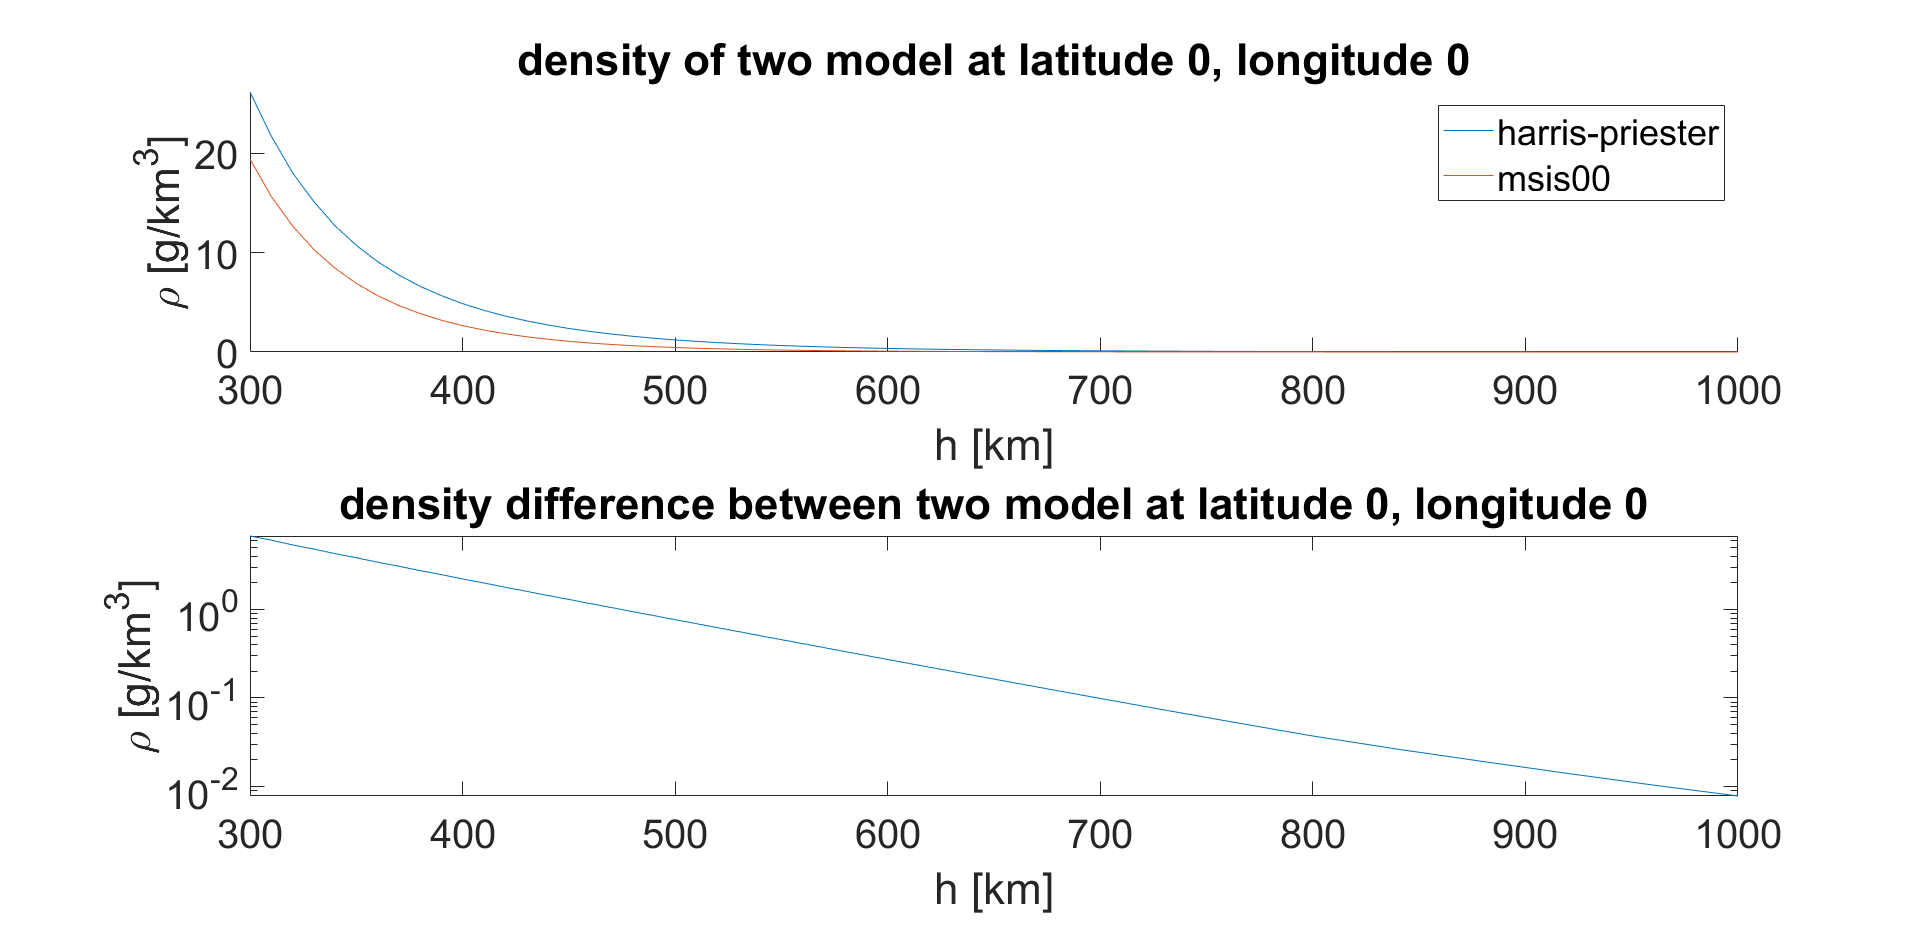 density of two model at latitude 0, longitude 0
ρ [g/km³]
20
10
0
harris-priester
msis00
300 400 500 600 700 800 900 1000
h [km]
density difference between two model at latitude 0, longitude 0
ρ [g/km³]
10⁰
10⁻¹
10⁻²
300 400 500 600 700 800 900 1000
h [km]